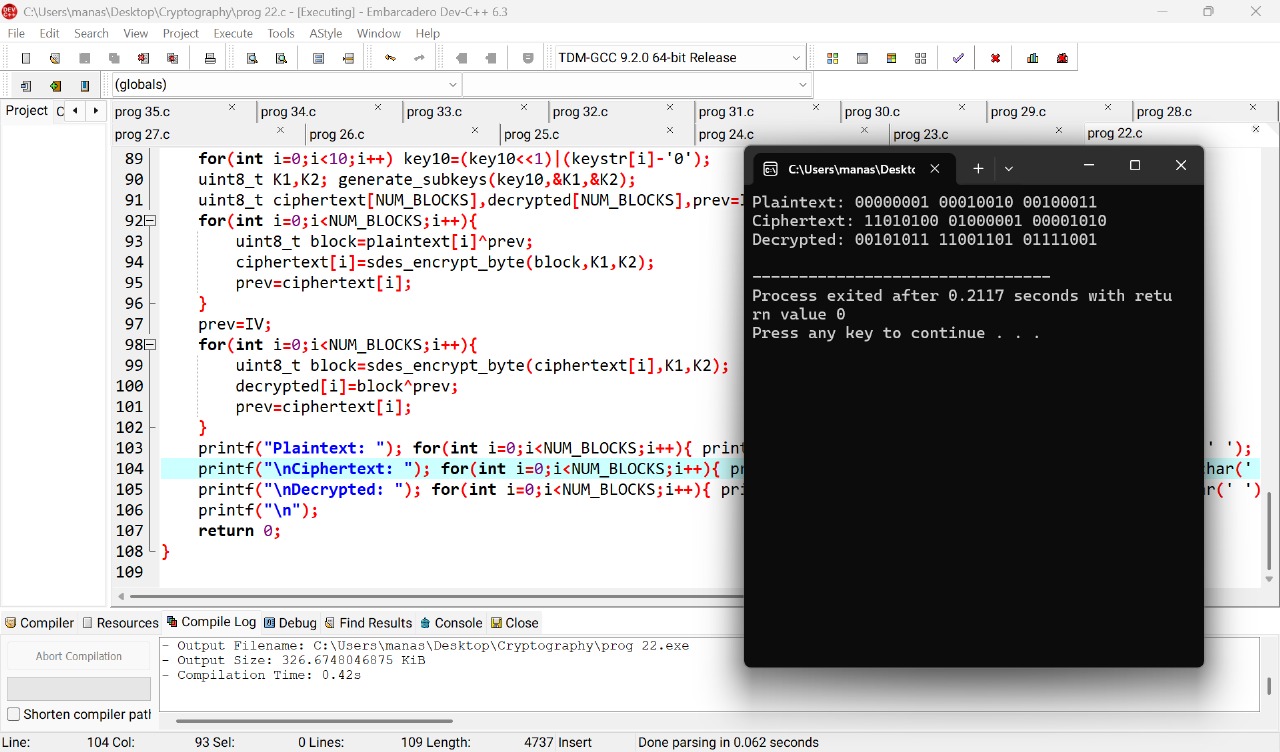 C:\Users\manas\Desktop\Cryptography\prog 22.c - [Executing] - Embarcadero Dev-C++ 6.3
File Edit Search View Project Execute Tools AStyle Window Help
TDM-GCC 9.2.0 64-bit Release
(globals)
Project C
prog 35.c prog 34.c prog 33.c prog 32.c prog 31.c prog 30.c prog 29.c prog 28.c
prog 27.c prog 26.c prog 25.c prog 24.c prog 23.c prog 22.c
89 for(int i=0;i<10;i++) key10=(key10<<1)|(keystr[i]-'0');
90 uint8_t K1,K2; generate_subkeys(key10,&K1,&K2);
91 uint8_t ciphertext[NUM_BLOCKS],decrypted[NUM_BLOCKS],prev=
92 for(int i=0;i<NUM_BLOCKS;i++){
93 uint8_t block=plaintext[i]^prev;
94 ciphertext[i]=sdes_encrypt_byte(block,K1,K2);
95 prev=ciphertext[i];
96 }
97 prev=IV;
98 for(int i=0;i<NUM_BLOCKS;i++){
99 uint8_t block=sdes_encrypt_byte(ciphertext[i],K1,K2);
100 decrypted[i]=block^prev;
101 prev=ciphertext[i];
102 }
103 printf("Plaintext: "); for(int i=0;i<NUM_BLOCKS;i++){ print ' ');
104 printf("\nCiphertext: "); for(int i=0;i<NUM_BLOCKS;i++){ pr har('
105 printf("\nDecrypted: "); for(int i=0;i<NUM_BLOCKS;i++){ pri r(' ')
106 printf("\n");
107 return 0;
108 }
109
C:\Users\manas\Deskto
Plaintext: 00000001 00010010 00100011
Ciphertext: 11010100 01000001 00001010
Decrypted: 00101011 11001101 01111001
--------------------------------
Process exited after 0.2117 seconds with retu
rn value 0
Press any key to continue . . .
Compiler Resources Compile Log Debug Find Results Console Close
Abort Compilation
Shorten compiler path
- Output Filename: C:\Users\manas\Desktop\Cryptography\prog 22.exe
- Output Size: 326.6748046875 KiB
- Compilation Time: 0.42s
Line: 104 Col: 93 Sel: 0 Lines: 109 Length: 4737 Insert Done parsing in 0.062 seconds